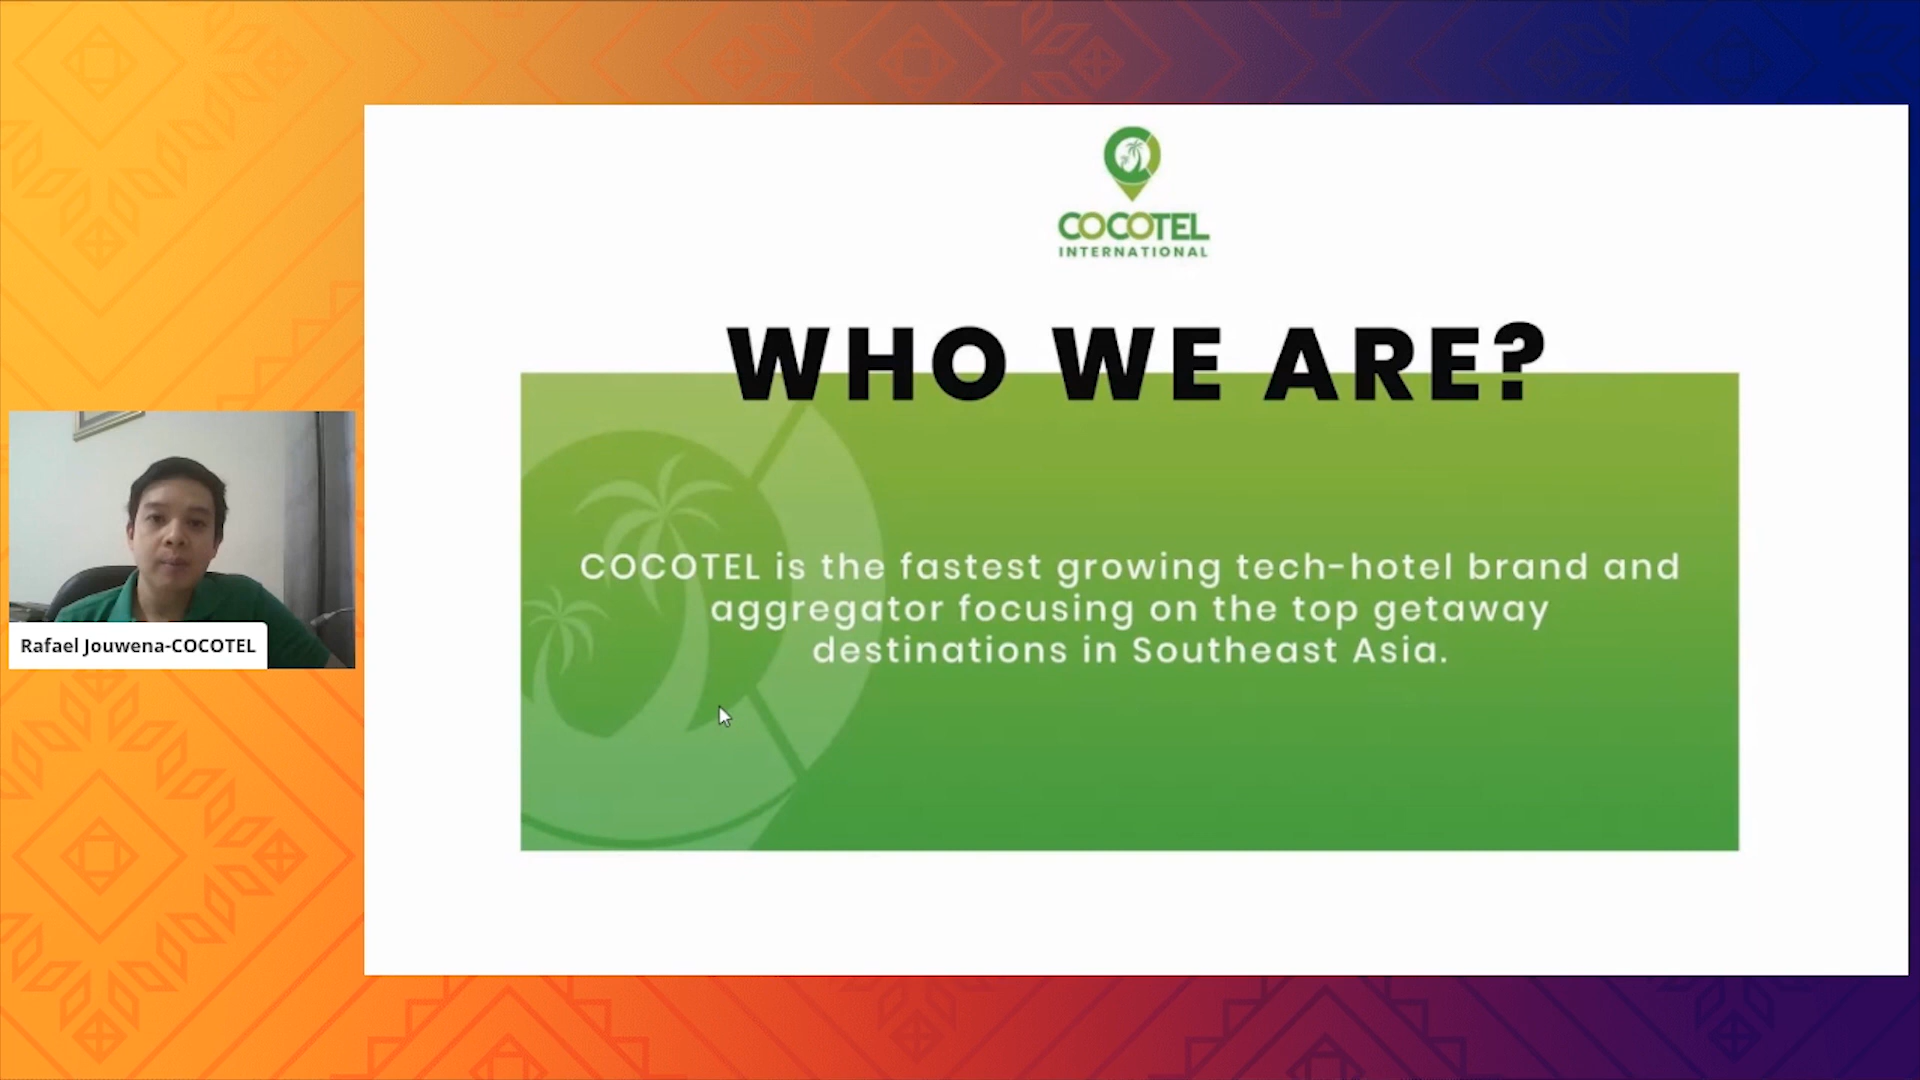 COCOTEL
INTERNATIONAL
WHO WE ARE?
COCOTEL is the fastest growing tech-hotel brand and
aggregator focusing on the top getaway
destinations in Southeast Asia.
Rafael Jouwena-COCOTEL